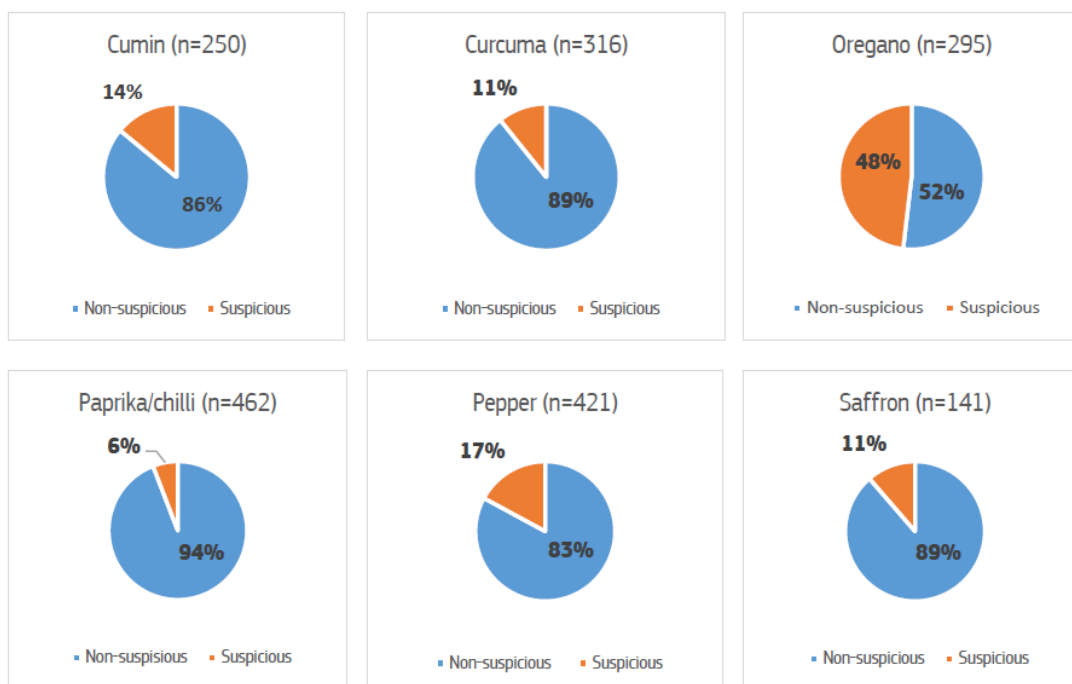 Cumin (n=250)
14%
86%
Non-suspicious Suspicious
Curcuma (n=316)
11%
89%
Non-suspicious Suspicious
Oregano (n=295)
48%
52%
Non-suspicious Suspicious
Paprika/chilli (n=462)
6%
94%
Non-suspisious Suspicious
Pepper (n=421)
17%
83%
Non-suspicious Suspicious
Saffron (n=141)
11%
89%
Non-suspicious Suspicious